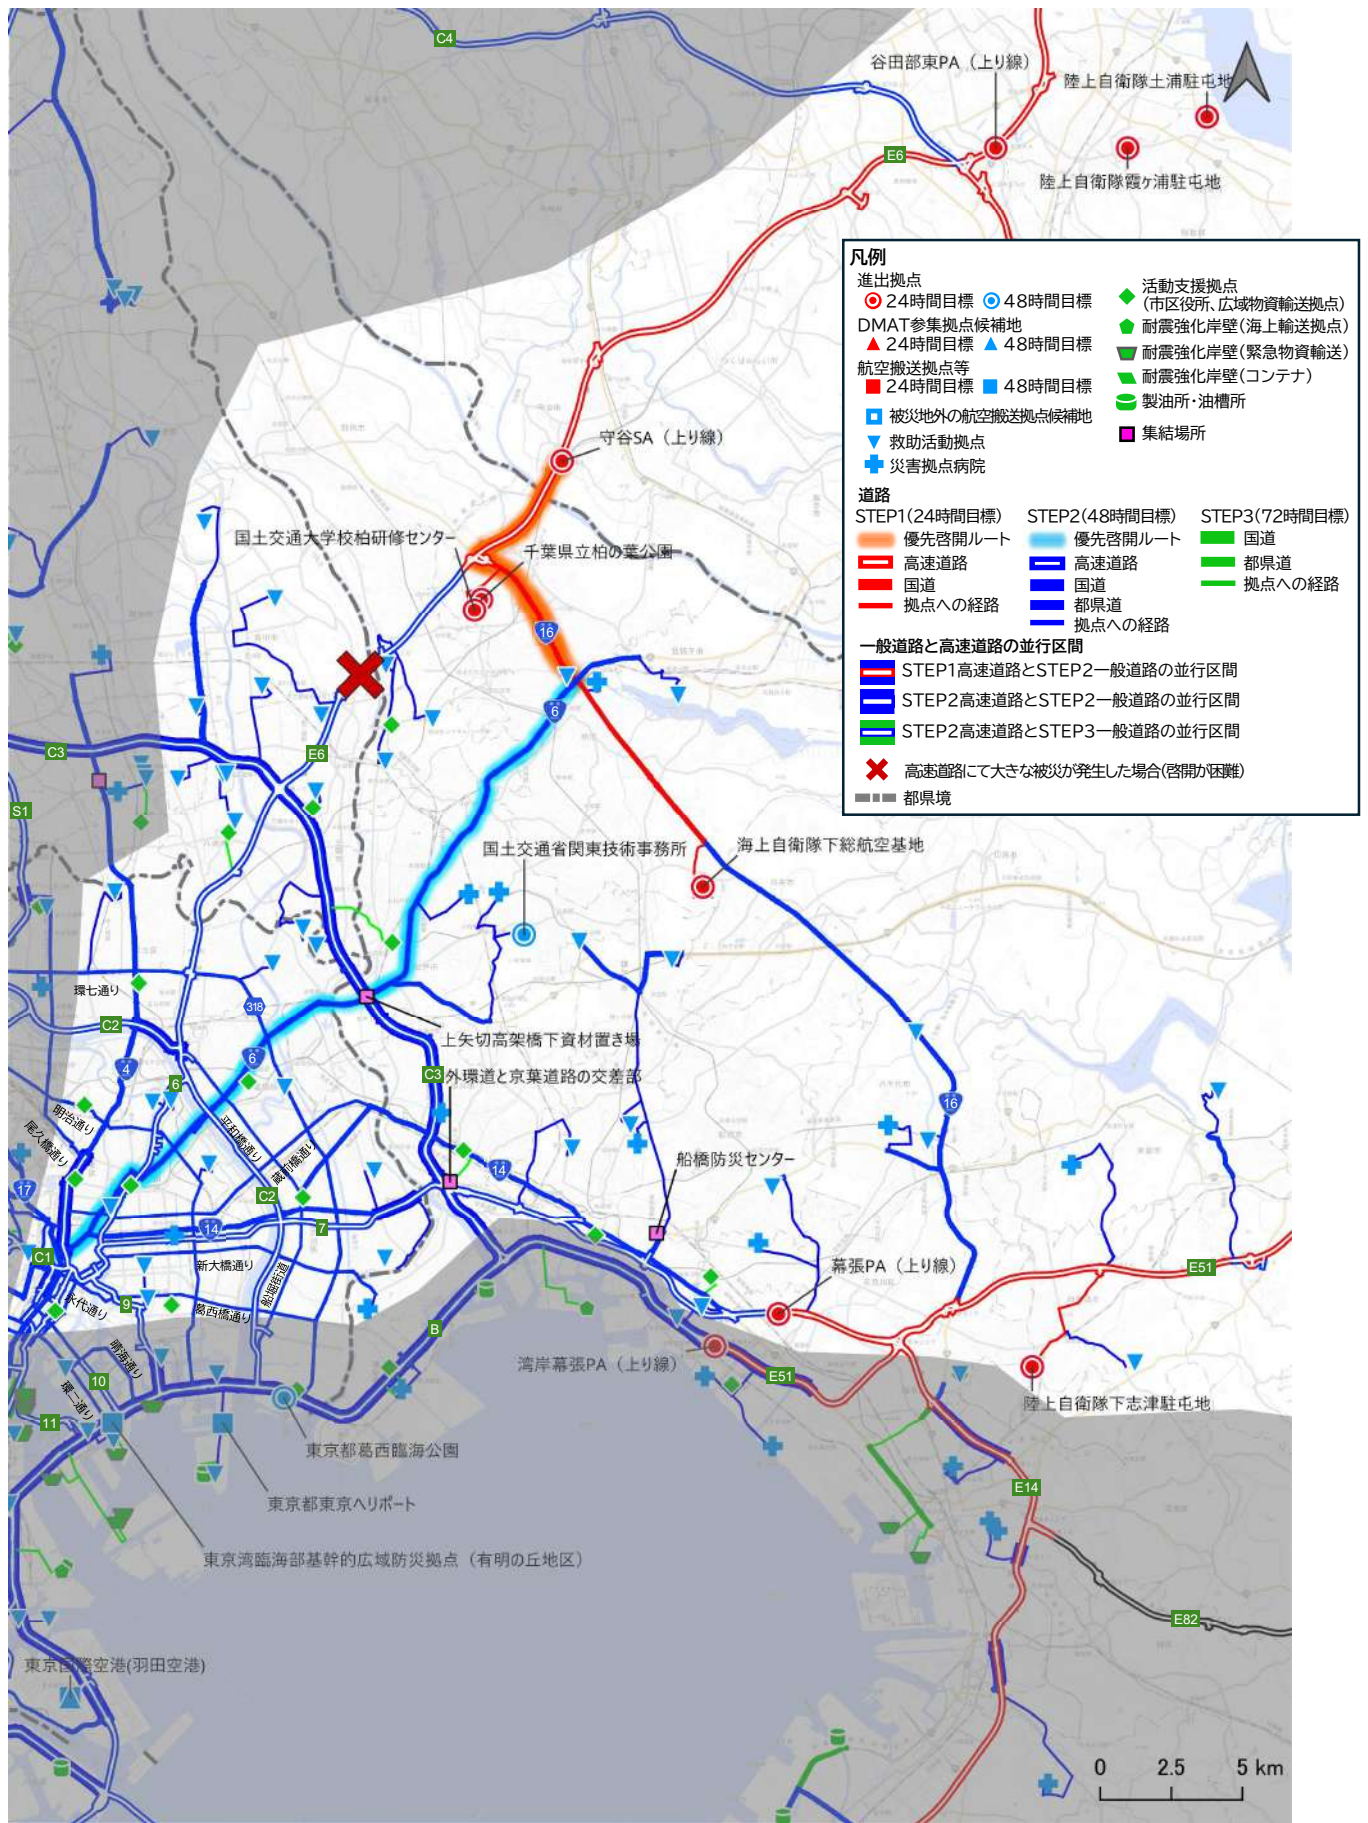 C4
谷田部東PA（上り線）
陸上自衛隊土浦駐屯地
E6
陸上自衛隊霞ヶ浦駐屯地
凡例
進出拠点
24時間目標
48時間目標
DMAT参集拠点候補地
24時間目標
48時間目標
航空搬送拠点等
24時間目標
48時間目標
被災地外の航空搬送拠点候補地
救助活動拠点
災害拠点病院
活動支援拠点
(市区役所、広域物資輸送拠点)
耐震強化岸壁(海上輸送拠点)
耐震強化岸壁(緊急物資輸送)
耐震強化岸壁(コンテナ)
製油所・油槽所
集結場所
道路
STEP1(24時間目標)
優先啓開ルート
高速道路
国道
拠点への経路
STEP2(48時間目標)
優先啓開ルート
高速道路
国道
都県道
拠点への経路
STEP3(72時間目標)
国道
都県道
拠点への経路
一般道路と高速道路の並行区間
STEP1高速道路とSTEP2一般道路の並行区間
STEP2高速道路とSTEP2一般道路の並行区間
STEP2高速道路とSTEP3一般道路の並行区間
高速道路にて大きな被災が発生した場合(啓開が困難)
都県境
守谷SA（上り線）
国土交通大学校柏研修センター
千葉県立柏の葉公園
16
6
C3
E6
S1
国土交通省関東技術事務所
海上自衛隊下総航空基地
環七通り
318
C2
上矢切高架橋下資材置き場
4
6
6
C3
外環道と京葉道路の交差部
16
明治通り
尾久橋通り
平和橋通り
蔵前橋通り
14
船橋防災センター
17
C2
14
7
C1
新大橋通り
船堀街道
幕張PA（上り線）
E51
永代通り
9
葛西橋通り
B
晴海通り
湾岸幕張PA（上り線）
E51
10
環二通り
陸上自衛隊下志津駐屯地
11
東京都葛西臨海公園
E14
東京都東京ヘリポート
東京湾臨海部基幹的広域防災拠点（有明の丘地区）
E82
東京国際空港(羽田空港)
0 2.5 5 km